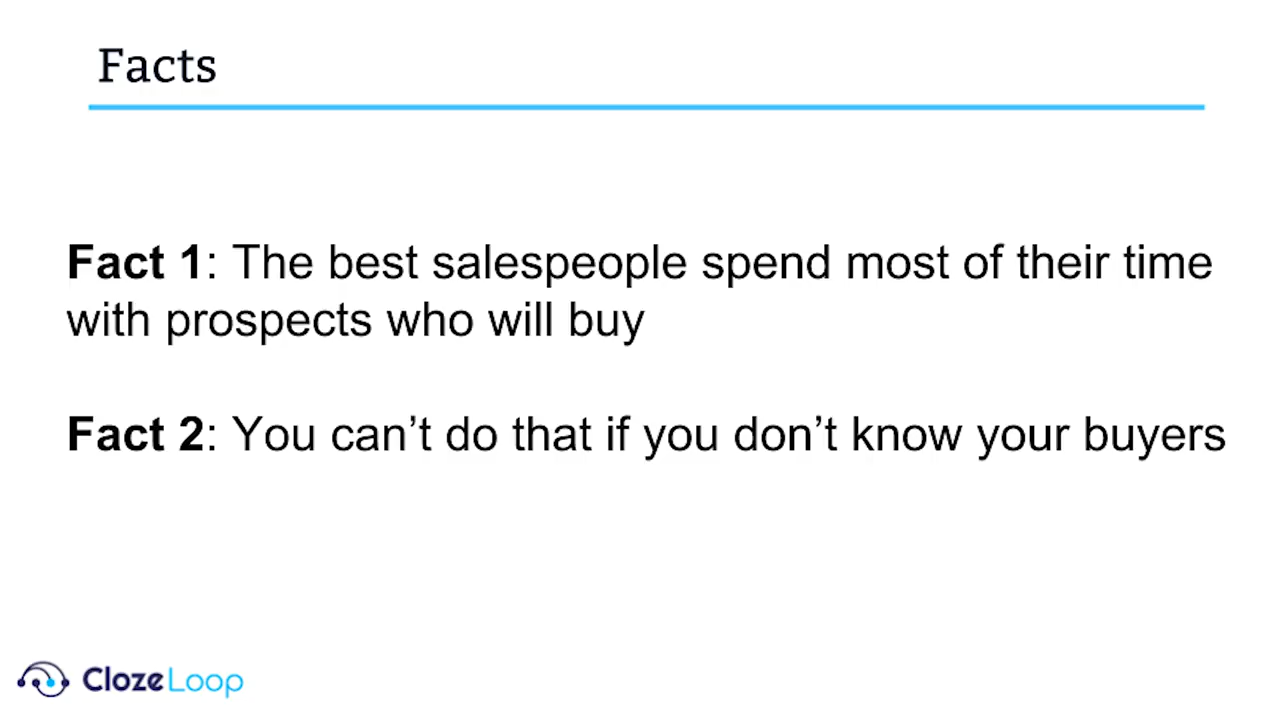 Facts
Fact 1: The best salespeople spend most of their time
with prospects who will buy
Fact 2: You can’t do that if you don’t know your buyers
ClozeLoop